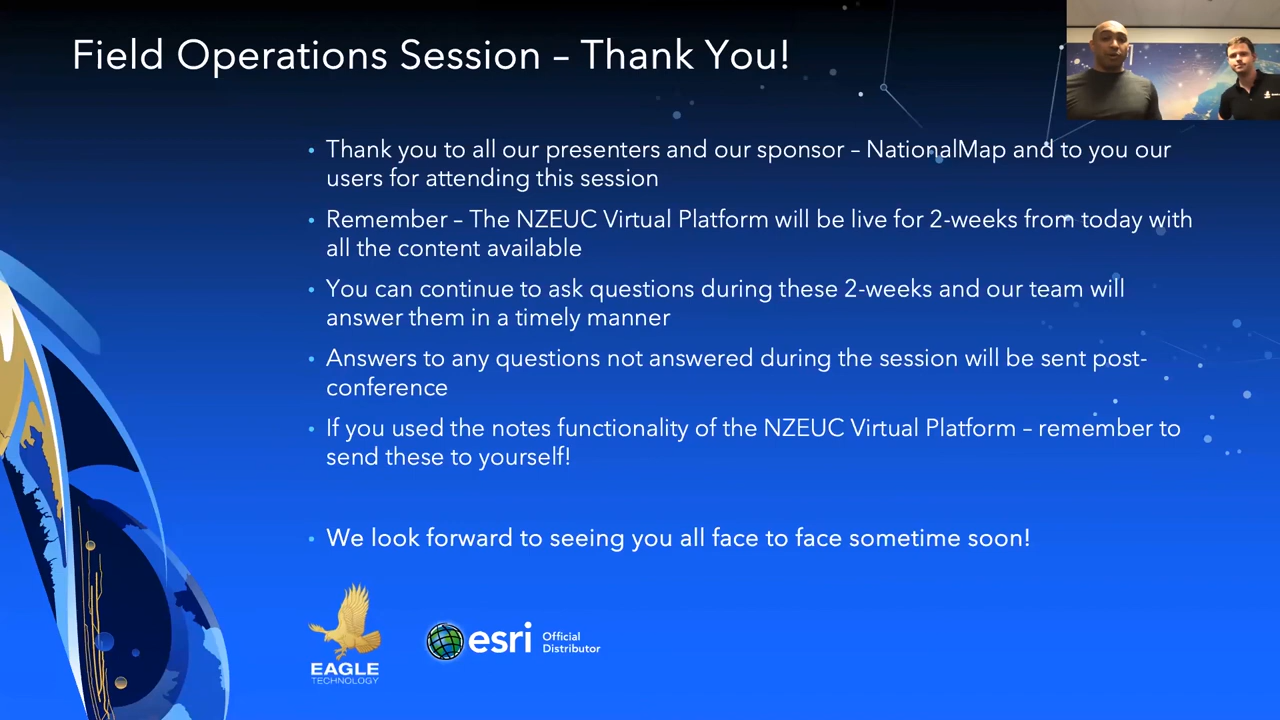 Field Operations Session – Thank You!
Thank you to all our presenters and our sponsor – NationalMap and to you our
users for attending this session
Remember – The NZEUC Virtual Platform will be live for 2-weeks from today with
all the content available
You can continue to ask questions during these 2-weeks and our team will
answer them in a timely manner
Answers to any questions not answered during the session will be sent post-
conference
If you used the notes functionality of the NZEUC Virtual Platform – remember to
send these to yourself!
We look forward to seeing you all face to face sometime soon!
EAGLE
TECHNOLOGY
esri
Official
Distributor